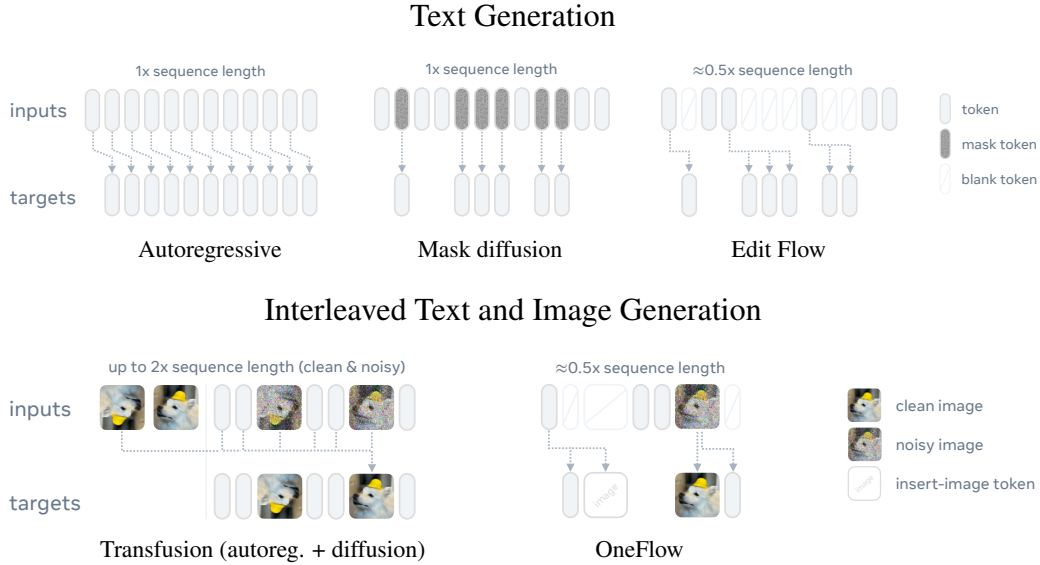 Text Generation
1x sequence length
1x sequence length
≈0.5x sequence length
inputs
token
mask token
blank token
targets
Autoregressive
Mask diffusion
Edit Flow
Interleaved Text and Image Generation
up to 2x sequence length (clean & noisy)
≈0.5x sequence length
inputs
clean image
noisy image
insert-image token
image
image
targets
Transfusion (autoreg. + diffusion)
OneFlow